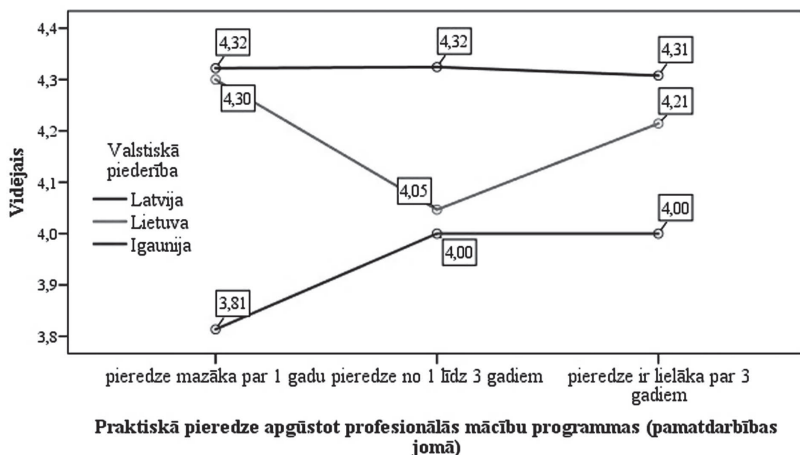 4,4
4,3
4,2
4,1
4,0
3,9
3,8
Vidējais
4,32
4,32
4,31
4,30
4,21
4,05
4,00
4,00
3,81
Valstiskā
piederība
Latvija
Lietuva
Igaunija
pieredze mazāka par 1 gadu
pieredze no 1 līdz 3 gadiem
pieredze ir lielāka par 3
gadiem
Praktiskā pieredze apgūstot profesionālās mācību programmas (pamatdarbības
jomā)